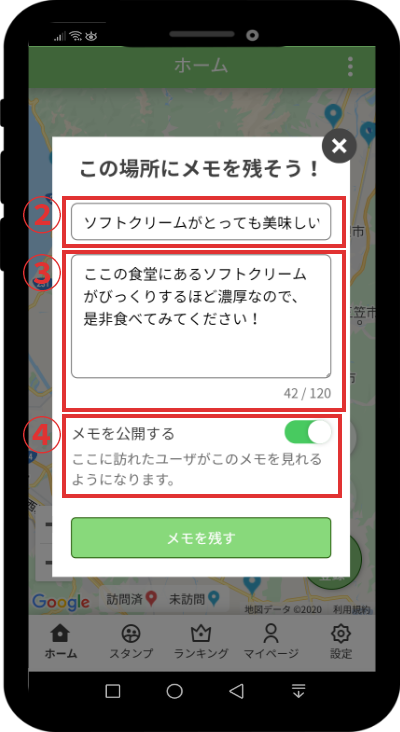 ホーム
この場所にメモを残そう！
②
ソフトクリームがとっても美味しい
③
ここの食堂にあるソフトクリーム
がびっくりするほど濃厚なので、
是非食べてみてください！
42 / 120
④
メモを公開する
ここに訪れたユーザがこのメモを見れる
ようになります。
メモを残す
Google
訪問済 未訪問
地図データ ©2020 利用規約
ホーム スタンプ ランキング マイページ 設定